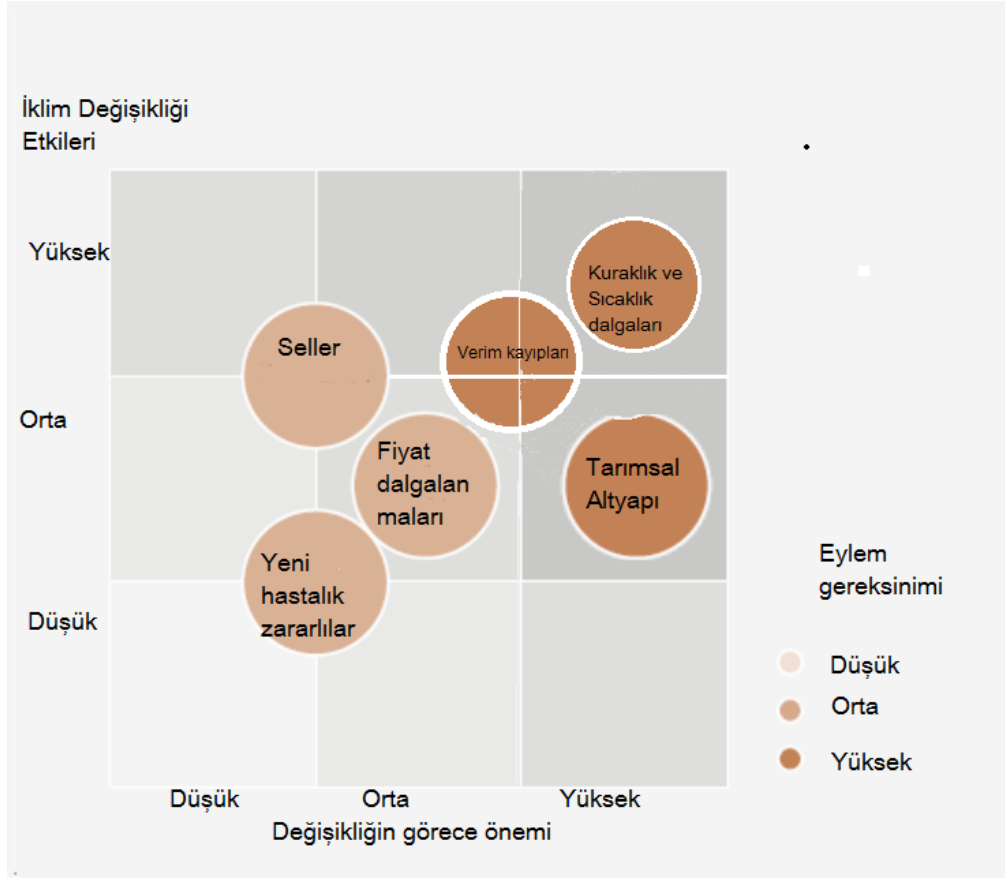 İklim Değişikliği
Etkileri
Yüksek
Kuraklık ve
Sıcaklık
dalgaları
Seller
Verim kayıpları
Orta
Fiyat
dalgalan
maları
Tarımsal
Altyapı
Yeni
hastalık
zararlılar
Düşük
Eylem
gereksinimi
Düşük
Orta
Yüksek
Düşük
Orta
Yüksek
Değişikliğin görece önemi